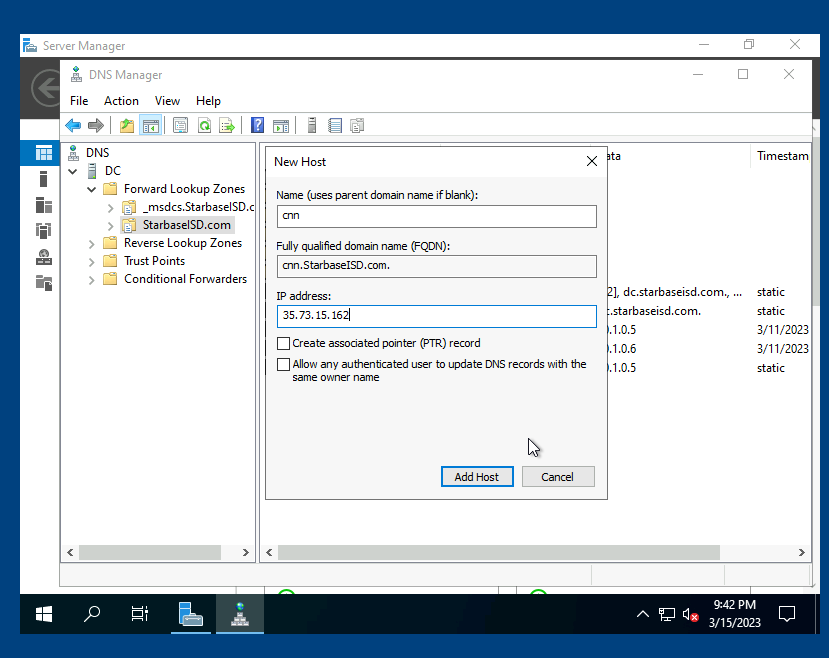 Server Manager
DNS Manager
File Action View Help
DNS
DC
Forward Lookup Zones
_msdcs.StarbaseISD.c
StarbaseISD.com
Reverse Lookup Zones
Trust Points
Conditional Forwarders
New Host
Name (uses parent domain name if blank):
cnn
Fully qualified domain name (FQDN):
cnn.StarbaseISD.com.
IP address:
35.73.15.162
Create associated pointer (PTR) record
Allow any authenticated user to update DNS records with the
same owner name
Add Host Cancel
ata Timestam
2], dc.starbaseisd.com., ... static
:.starbaseisd.com. static
).1.0.5 3/11/2023
).1.0.6 3/11/2023
).1.0.5 static
9:42 PM
3/15/2023